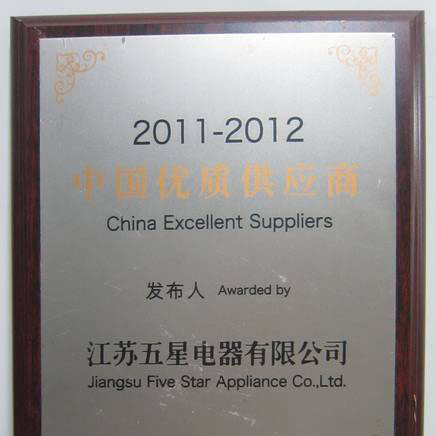 2011-2012
中国优质供应商
China Excellent Suppliers
发布人 Awarded by
江苏五星电器有限公司
Jiangsu Five Star Appliance Co.,Ltd.